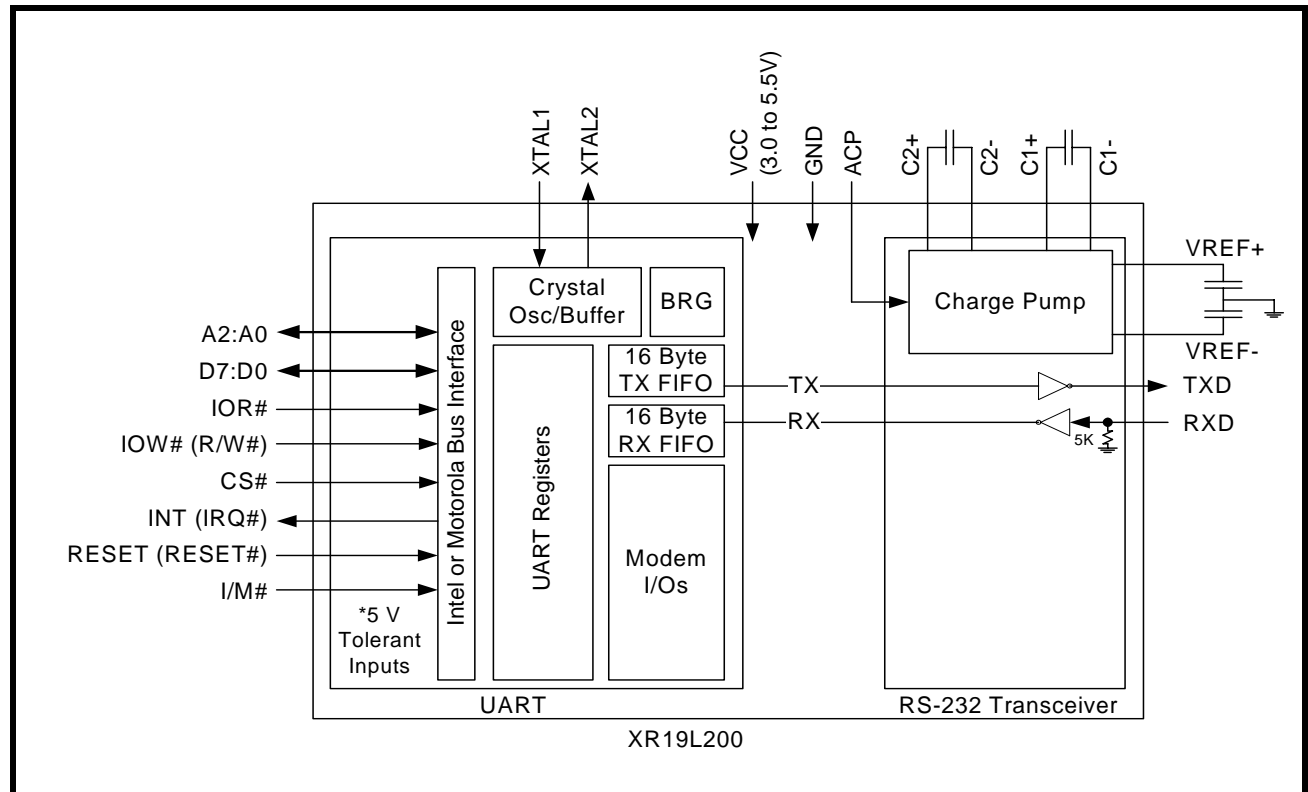 XTAL1
XTAL2
VCC
(3.0 to 5.5V)
GND
ACP
C2+
C2-
C1+
C1-
A2:A0
D7:D0
IOR#
IOW# (R/W#)
CS#
INT (IRQ#)
RESET (RESET#)
I/M#
*5 V
Tolerant
Inputs
Intel or Motorola Bus Interface
Crystal
Osc/Buffer
BRG
UART Registers
16 Byte
TX FIFO
16 Byte
RX FIFO
Modem
I/Os
TX
RX
Charge Pump
5K
VREF+
VREF-
TXD
RXD
UART
RS-232 Transceiver
XR19L200